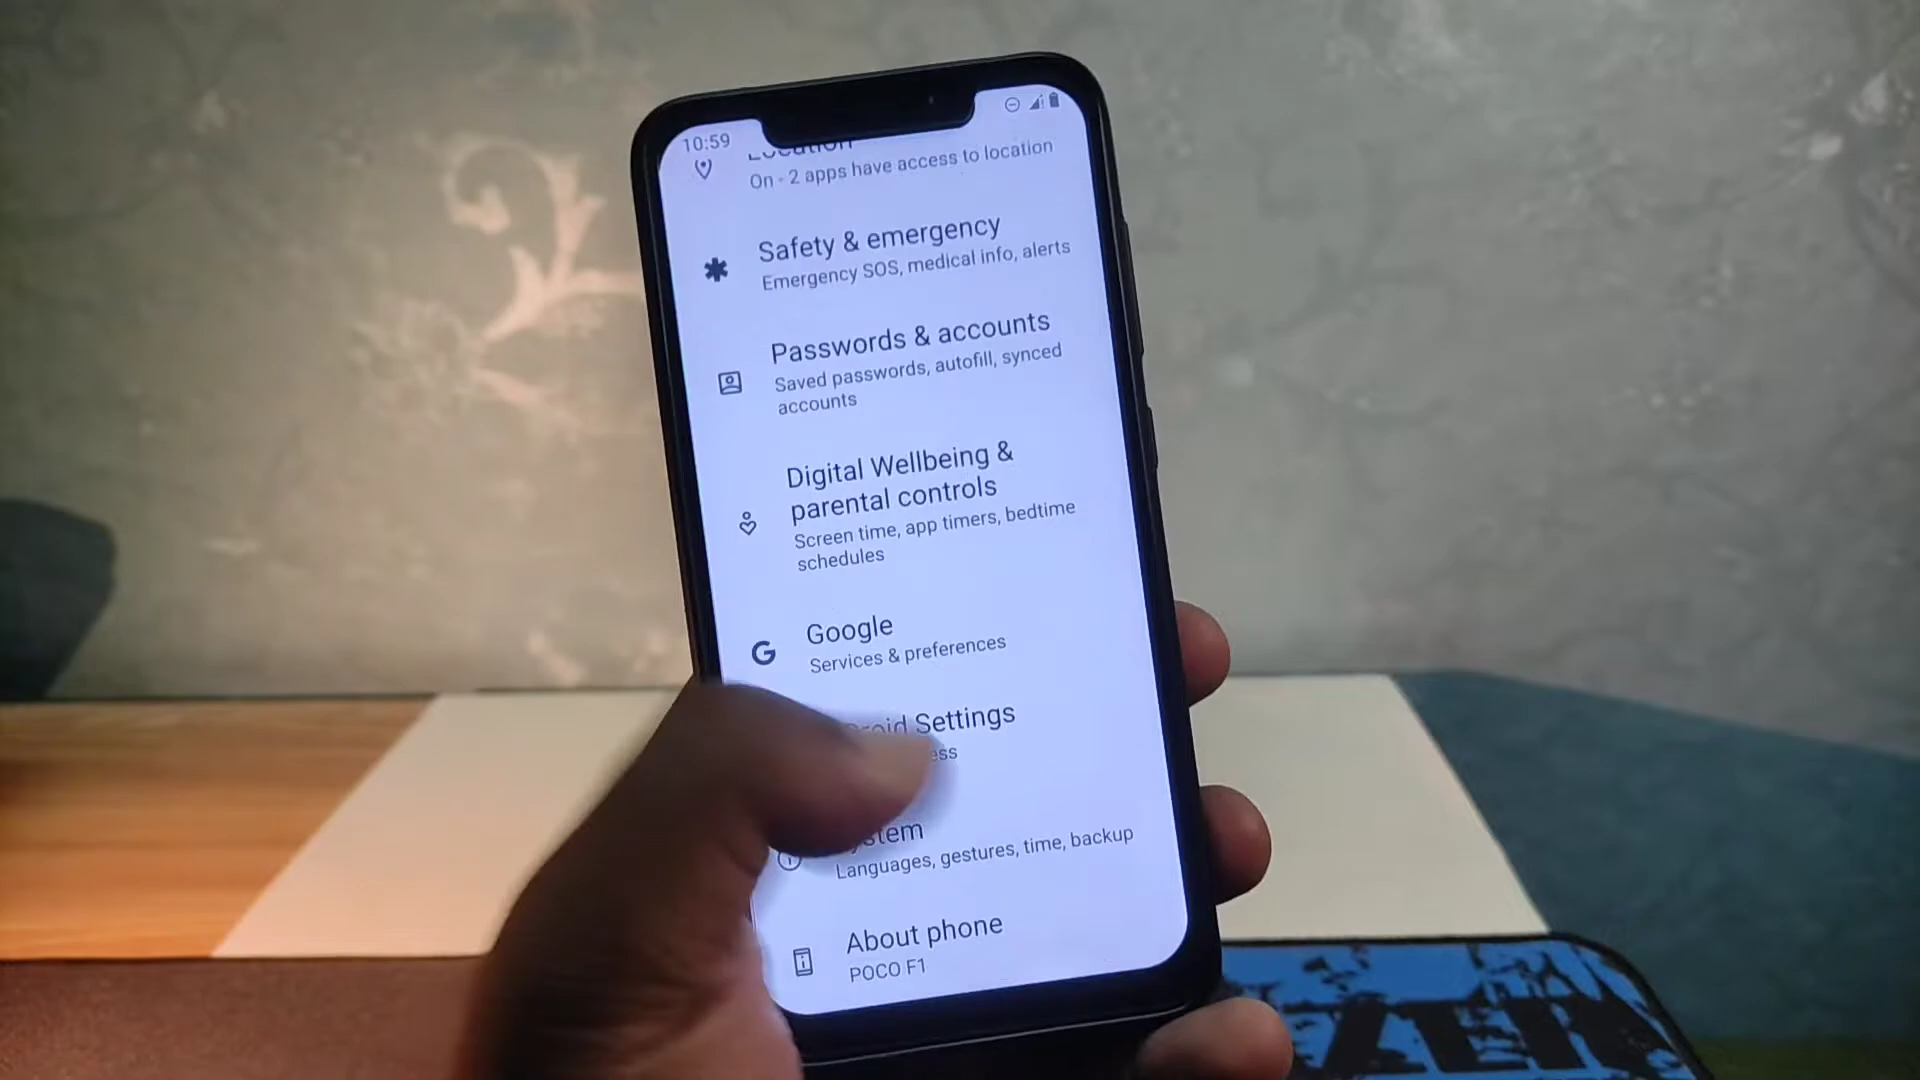 10:59
Location
On - 2 apps have access to location
Safety & emergency
Emergency SOS, medical info, alerts
Passwords & accounts
Saved passwords, autofill, synced
accounts
Digital Wellbeing &
parental controls
Screen time, app timers, bedtime
schedules
Google
Services & preferences
Settings
System
Languages, gestures, time, backup
About phone
POCO F1